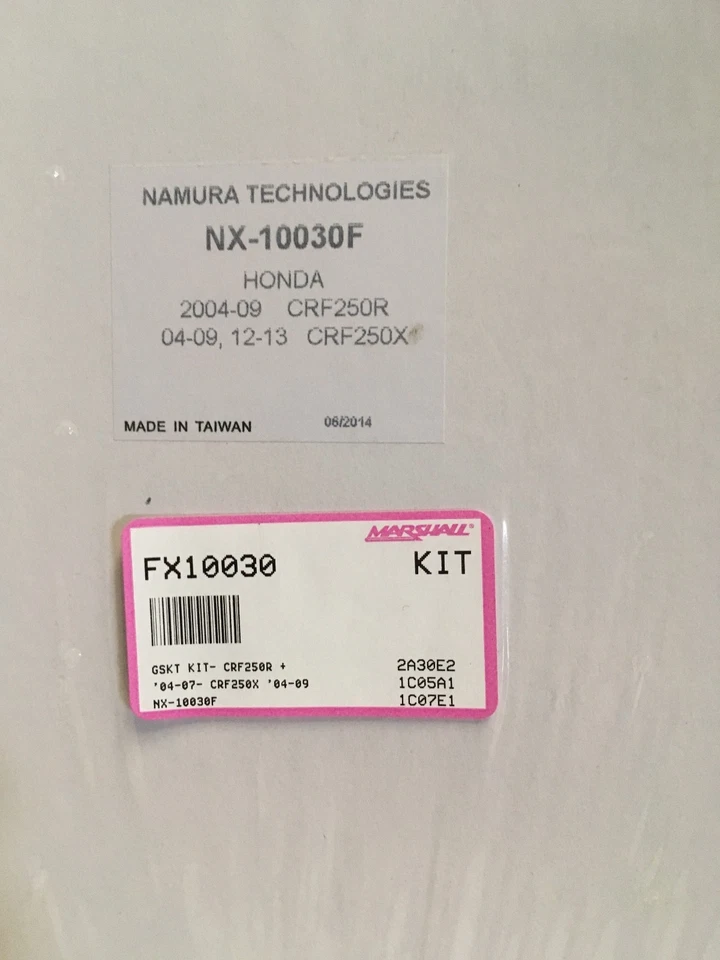 NAMURA TECHNOLOGIES
NX-10030F
HONDA
2004-09 CRF250R
04-09, 12-13 CRF250X
MADE IN TAIWAN 06/2014
MARSHALL®
FX10030 KIT
GSKT KIT- CRF250R + 2A30E2
'04-07- CRF250X '04-09 1C05A1
NX-10030F 1C07E1